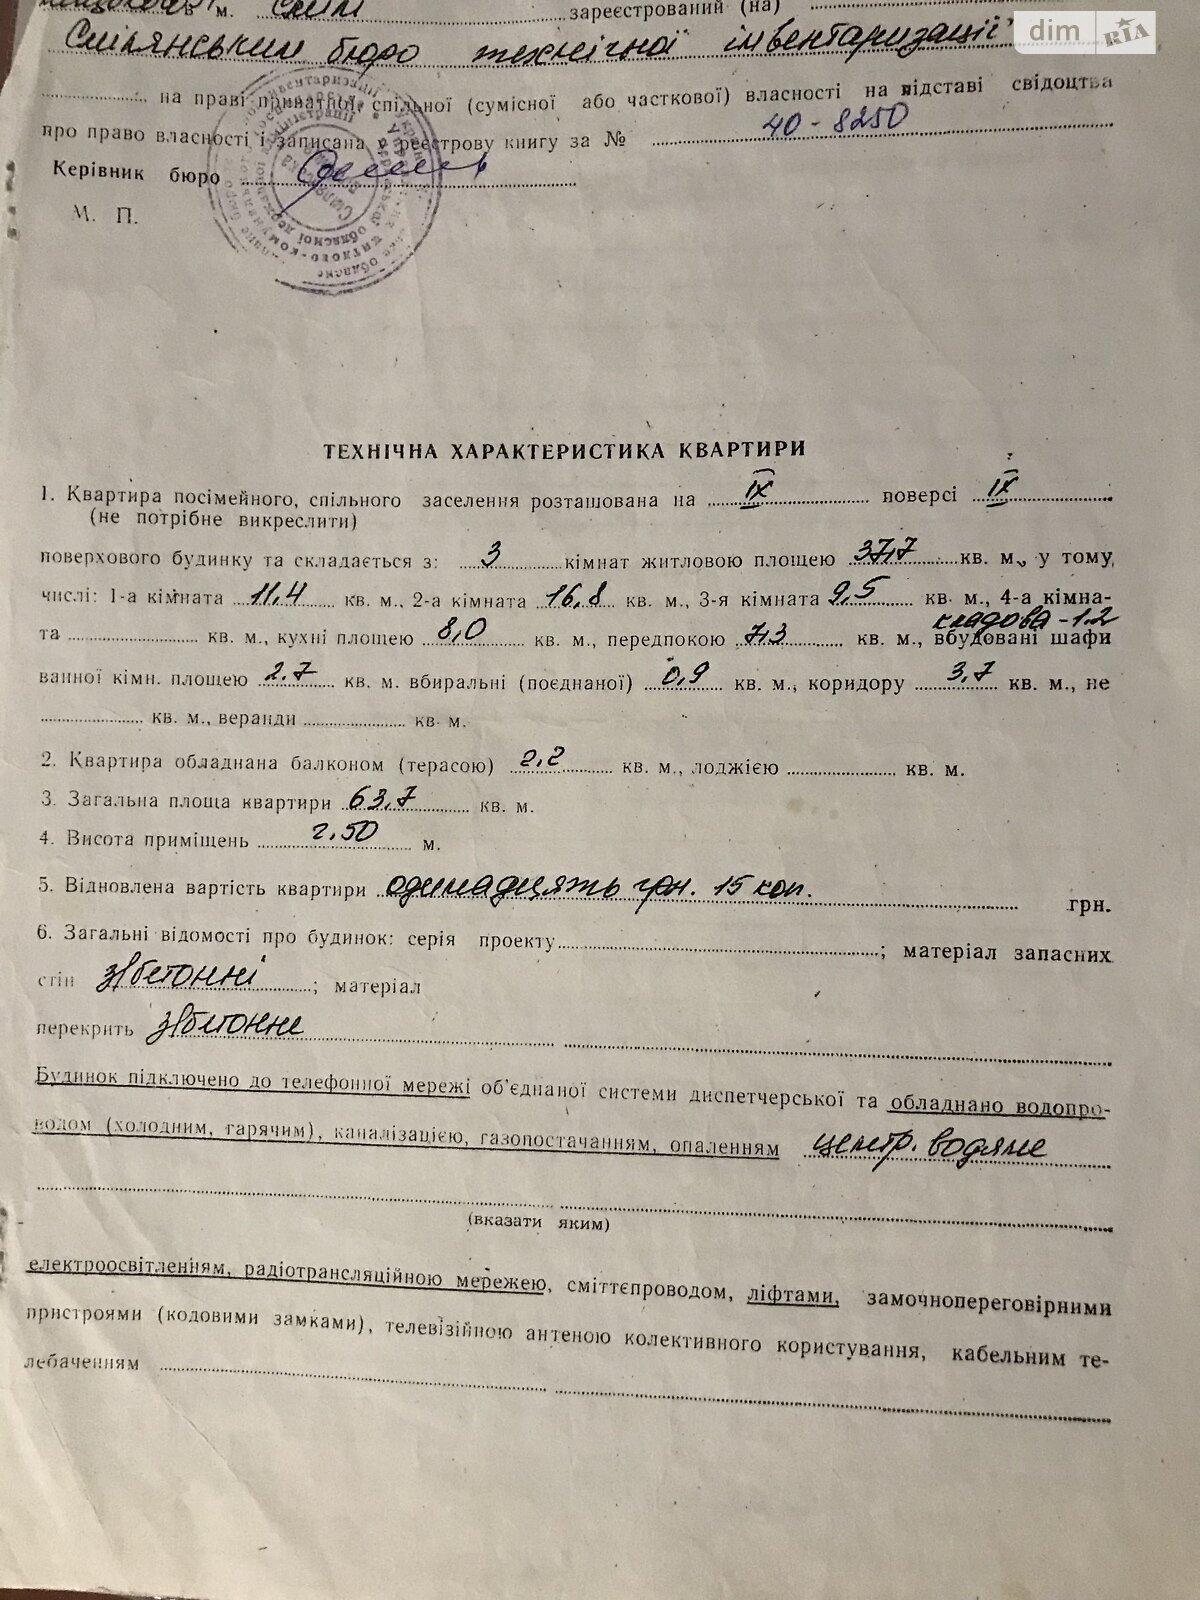 в м. Смілі зареєстрований (на)
dim RIA
Смілянським бюро технічної інвентаризації
на праві приватної, спільної (сумісної або часткової) власності на підставі свідоцтва
про право власності і записана у реєстрову книгу за № 40-8250
Керівник бюро
М. П.
ТЕХНІЧНА ХАРАКТЕРИСТИКА КВАРТИРИ
1. Квартира посімейного, спільного заселення розташована на IX поверсі IX
(не потрібне викреслити)
поверхового будинку та складається з: 3 кімнат житловою площею 37,7 кв. м., у тому,
числі: 1-а кімната 11,4 кв. м., 2-а кімната 16,8 кв. м., 3-я кімната 9,5 кв. м., 4-а кімна-
кладова - 1.2
та кв. м., кухні площею 8,0 кв. м., передпокою 7,3 кв. м., вбудовані шафи
ванної кімн. площею 2.7 кв. м. вбиральні (поєднаної) 0,9 кв. м., коридору 3,7 кв. м., не
кв. м., веранди кв. м.
2. Квартира обладнана балконом (терасою) 2,2 кв. м., лоджією кв. м.
3. Загальна площа квартири 63,7 кв. м.
4. Висота приміщень 2.50 м.
5. Відновлена вартість квартири одинадцять грн. 15 коп. грн.
6. Загальні відомості про будинок: серія проекту ; матеріал запасних
стін з/бетонні ; матеріал
перекрить з/бетонне
Будинок підключено до телефонної мережі об'єднаної системи диспетчерської та обладнано водопро-
водом (холодним, гарячим), каналізацією, газопостачанням, опаленням центр. водяне
(вказати яким)
електроосвітленням, радіотрансляційною мережею, сміттєпроводом, ліфтами, замочнопереговірними
пристроями (кодовими замками), телевізійною антеною колективного користування, кабельним те-
лебаченням